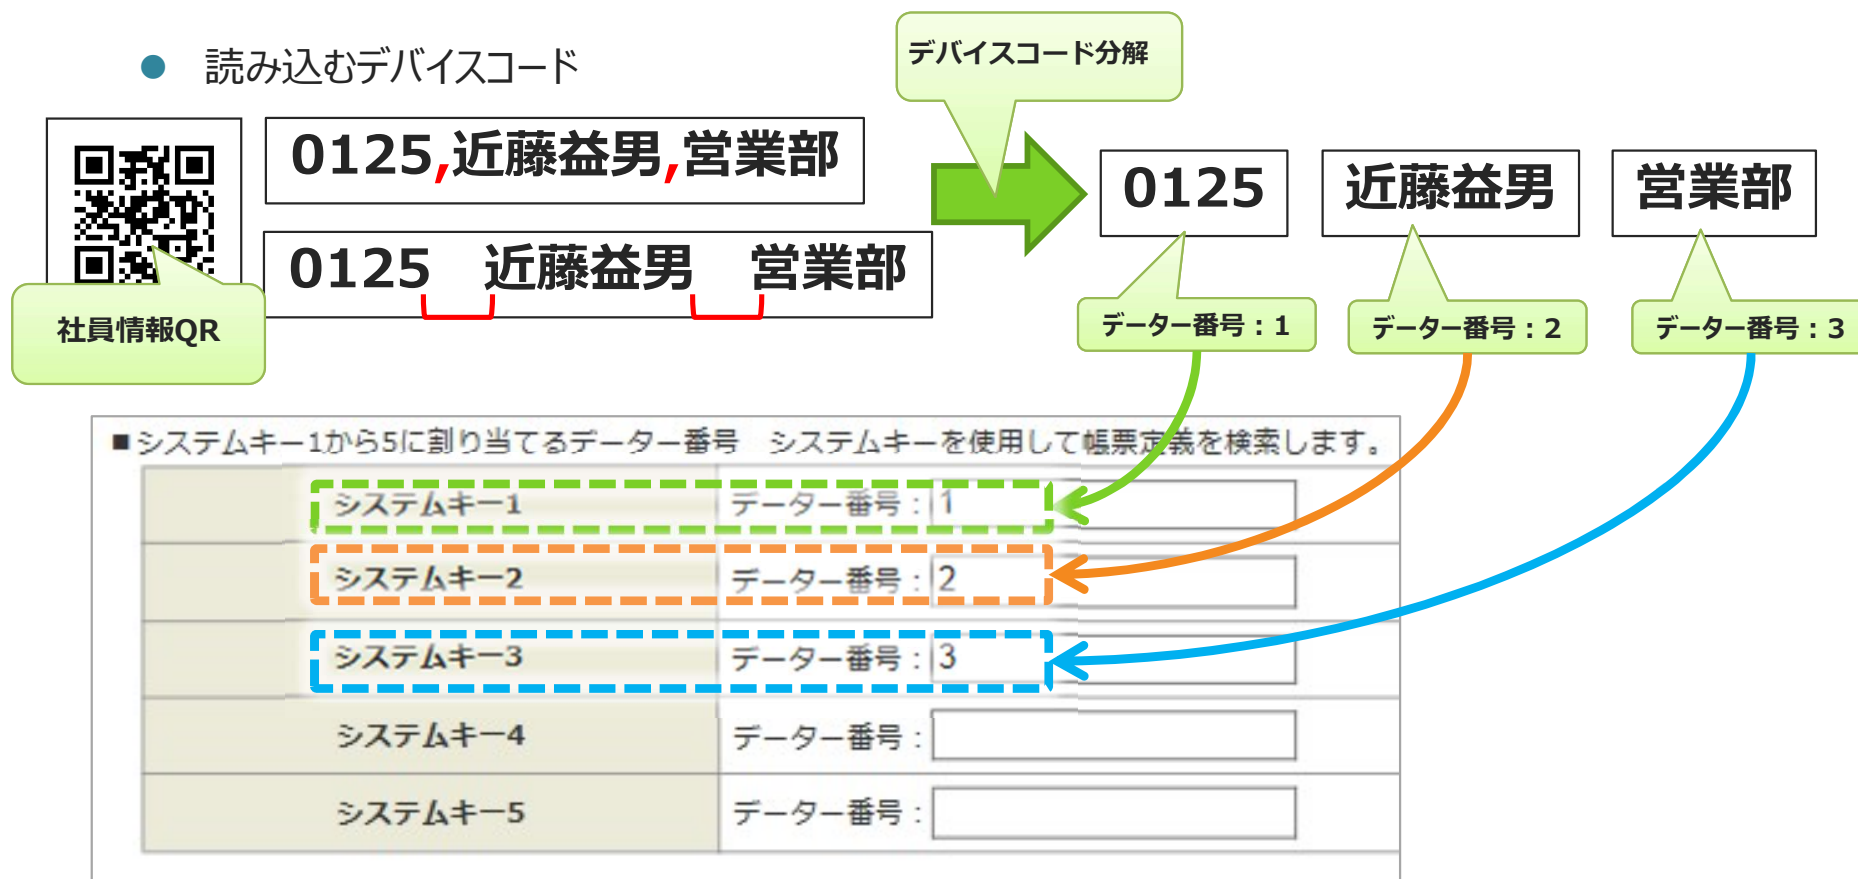 ● 読み込むデバイスコード
デバイスコード分解
0125,近藤益男,営業部
0125　近藤益男　営業部
社員情報QR
0125
近藤益男
営業部
データー番号：1
データー番号：2
データー番号：3
■システムキー1から5に割り当てるデーター番号　システムキーを使用して帳票定義を検索します。
システムキー1　データー番号：1
システムキー2　データー番号：2
システムキー3　データー番号：3
システムキー4　データー番号：
システムキー5　データー番号：